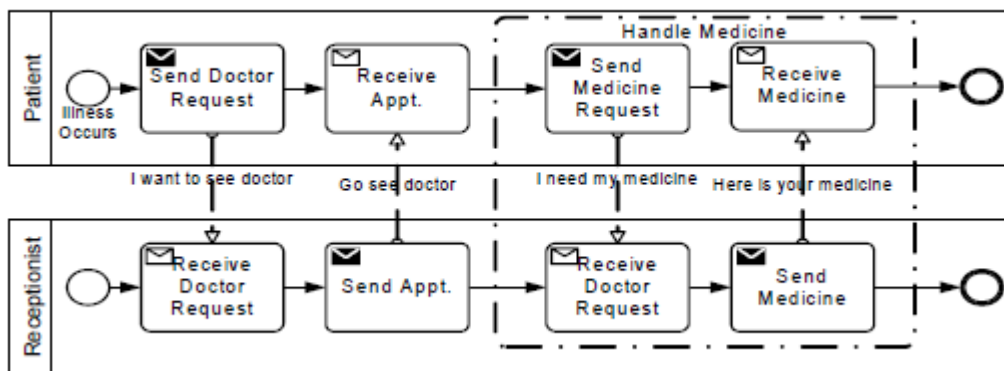 Handle Medicine
Patient
Illness
Occurs
Send Doctor
Request
Receive
Appt.
Send
Medicine
Request
Receive
Medicine
I want to see doctor
Go see doctor
I need my medicine
Here is your medicine
Receptionist
Receive
Doctor
Request
Send Appt.
Receive
Doctor
Request
Send
Medicine